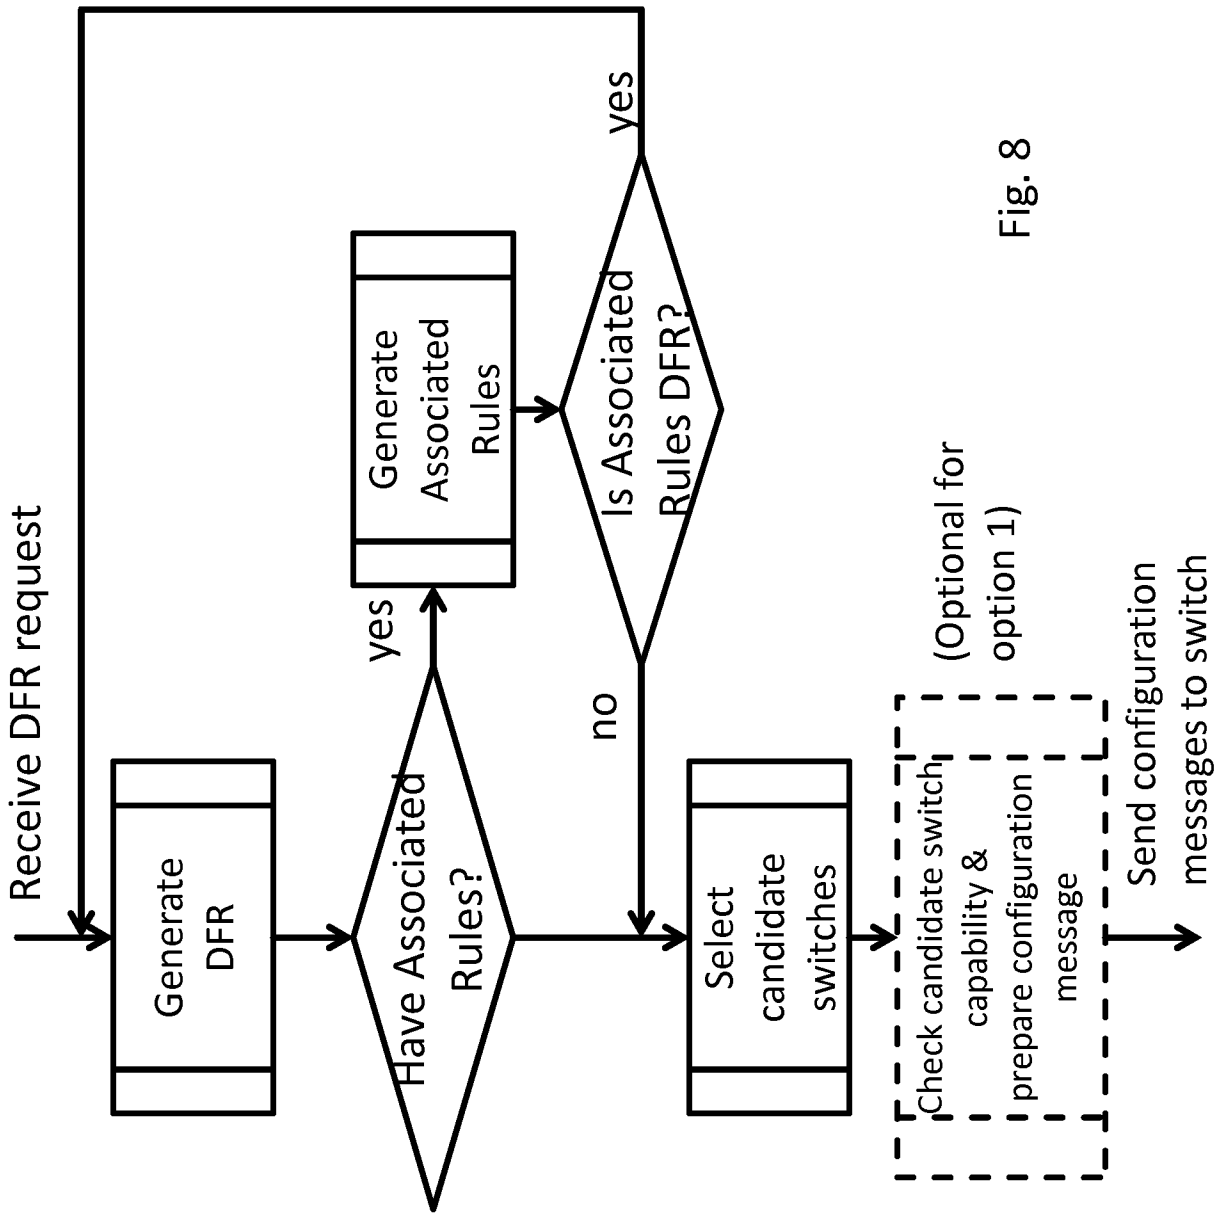 Receive DFR request
Generate
DFR
Have Associated
Rules?
yes
Generate
Associated
Rules
Is Associated
Rules DFR?
yes
no
Select
candidate
switches
Check candidate switch
capability &
prepare configuration
message
(Optional for
option 1)
Send configuration
messages to switch
Fig. 8